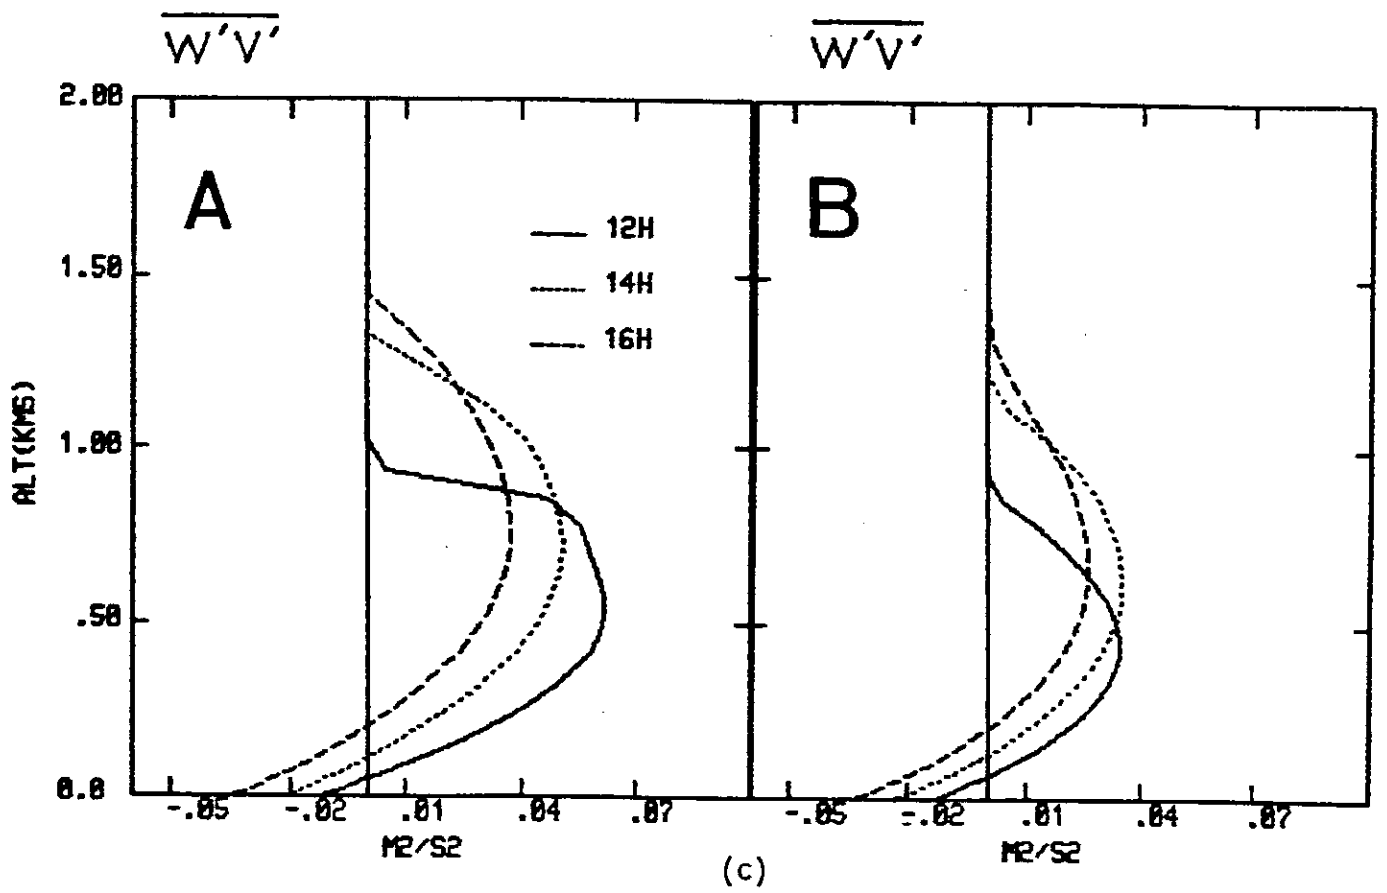 W′V′ W′V′
2.00
A B
12H
1.50
14H
16H
ALT(KMS)
1.00
.50
0.0
-.05 -.02 .01 .04 .07 -.05 -.02 .01 .04 .07
M2/S2 M2/S2
(c)